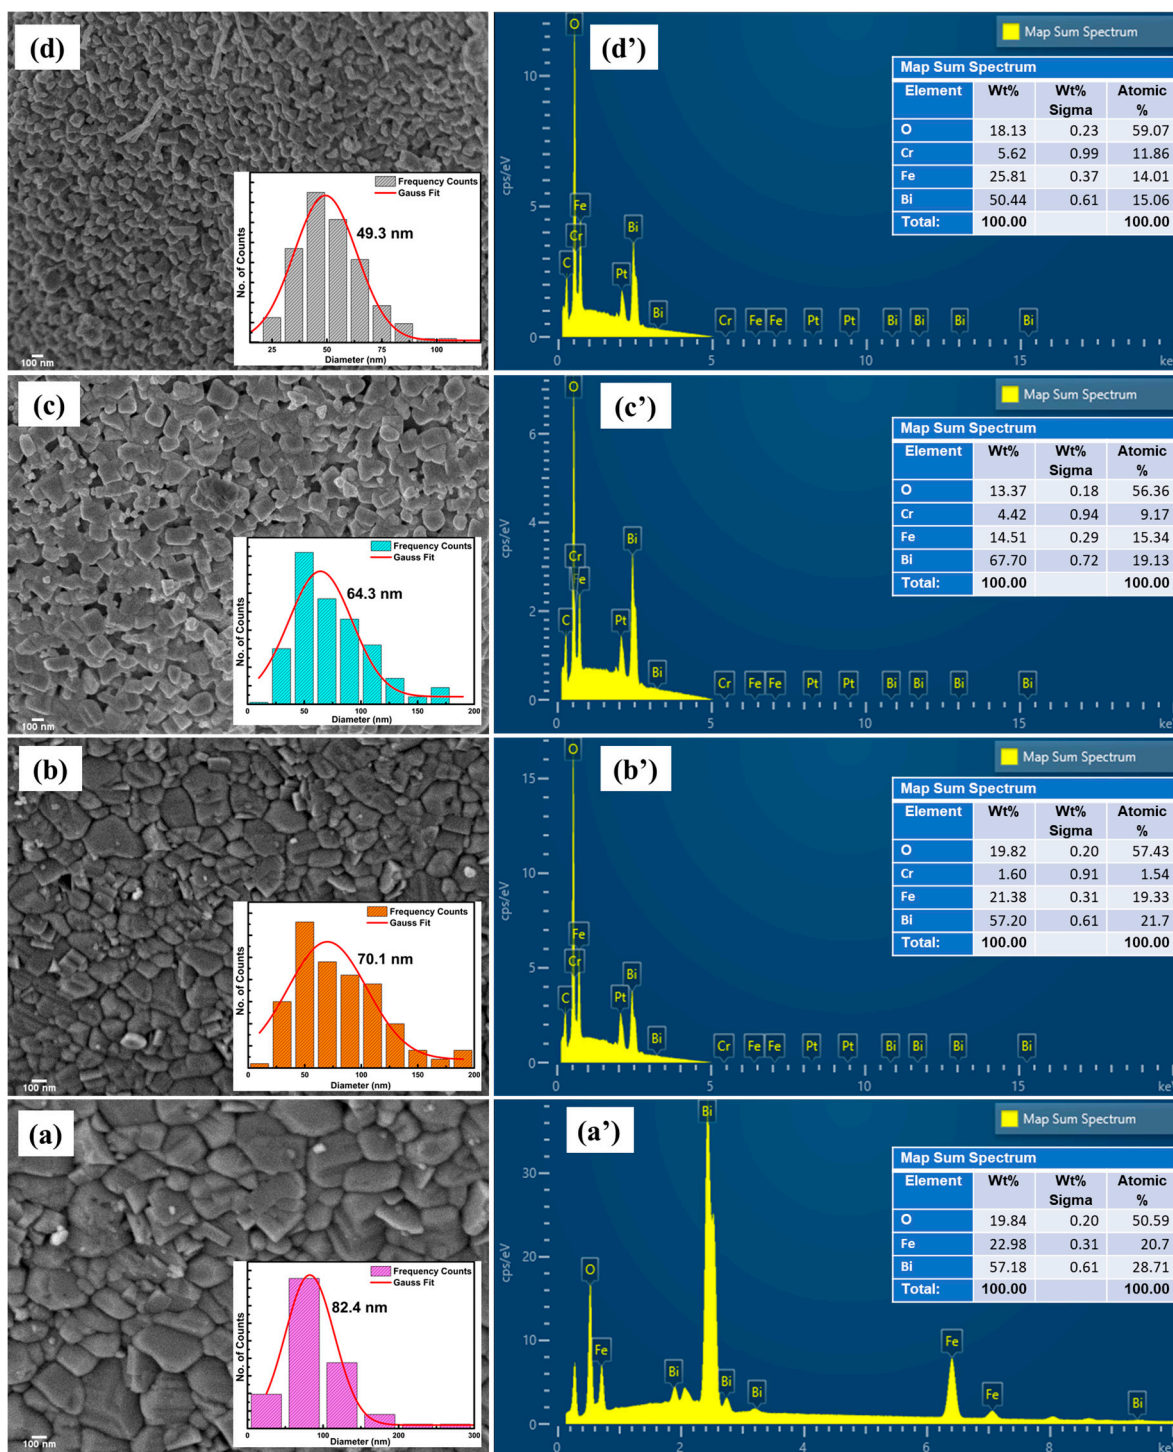 (d)
Frequency Counts
Gauss Fit
49.3 nm
No. of Counts
25 50 75 100
Diameter (nm)
100 nm
(d')
Map Sum Spectrum
Map Sum Spectrum
Element Wt% Wt% Sigma Atomic %
O 18.13 0.23 59.07
Cr 5.62 0.99 11.86
Fe 25.81 0.37 14.01
Bi 50.44 0.61 15.06
Total: 100.00 100.00
cps/eV
10
5
0
O
Fe
Cr
C
Pt
Bi
Bi
Cr Fe Fe Pt Pt Bi Bi Bi Bi
0 5 10 15 ke
(c)
Frequency Counts
Gauss Fit
64.3 nm
No. of Counts
0 50 100 150 200
Diameter (nm)
100 nm
(c')
Map Sum Spectrum
Map Sum Spectrum
Element Wt% Wt% Sigma Atomic %
O 13.37 0.18 56.36
Cr 4.42 0.94 9.17
Fe 14.51 0.29 15.34
Bi 67.70 0.72 19.13
Total: 100.00 100.00
cps/eV
6
4
2
0
O
Cr
Fe
C
Pt
Bi
Bi
Cr Fe Fe Pt Pt Bi Bi Bi Bi
0 5 10 15 ke
(b)
Frequency Counts
Gauss Fit
70.1 nm
No. of Counts
0 50 100 150 200
Diameter (nm)
100 nm
(b')
Map Sum Spectrum
Map Sum Spectrum
Element Wt% Wt% Sigma Atomic %
O 19.82 0.20 57.43
Cr 1.60 0.91 1.54
Fe 21.38 0.31 19.33
Bi 57.20 0.61 21.7
Total: 100.00 100.00
cps/eV
15
10
5
0
O
Fe
Cr
C
Pt
Bi
Bi
Cr Fe Fe Pt Pt Bi Bi Bi Bi
0 5 10 15 ke
(a)
Frequency Counts
Gauss Fit
82.4 nm
No. of Counts
0 100 200 300
Diameter (nm)
100 nm
(a')
Map Sum Spectrum
Map Sum Spectrum
Element Wt% Wt% Sigma Atomic %
O 19.84 0.20 50.59
Fe 22.98 0.31 20.7
Bi 57.18 0.61 28.71
Total: 100.00 100.00
cps/eV
30
20
10
0
Bi
O
Fe
Bi
Bi
Bi
Fe
Fe
Bi
0 2 4 6 8 ke